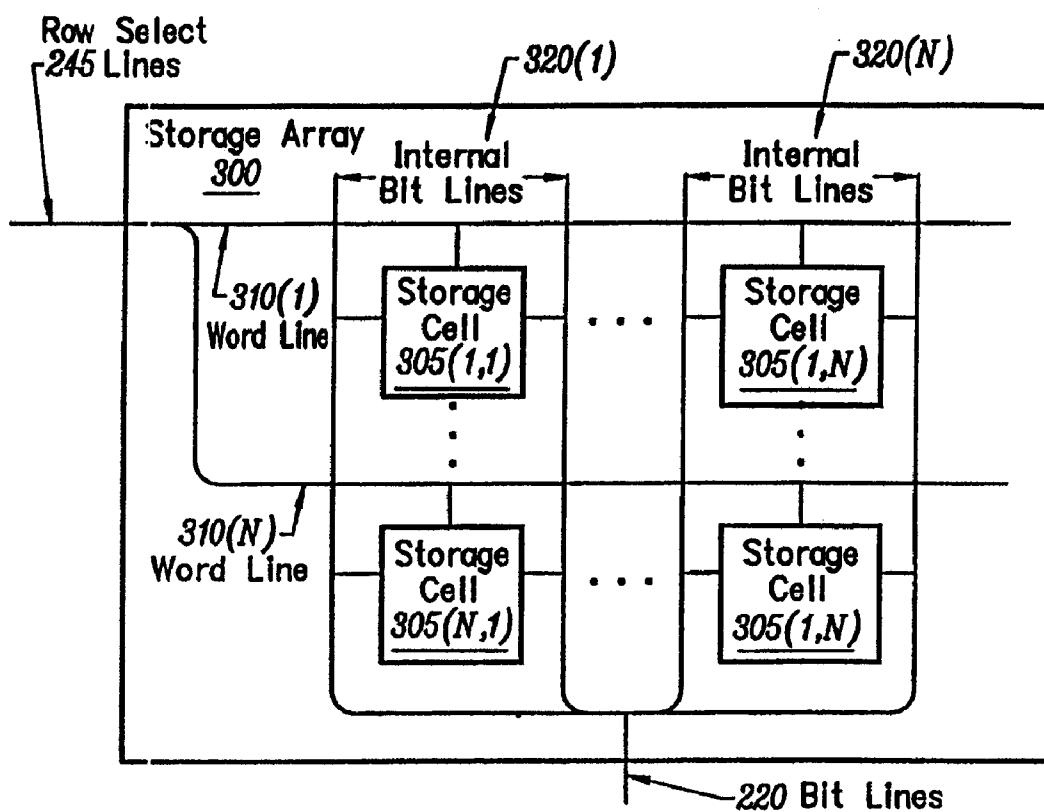 Row Select
245 Lines
320(1)
320(N)
Storage Array
300
Internal
Bit Lines
Internal
Bit Lines
310(1)
Word Line
Storage
Cell
305(1,1)
Storage
Cell
305(1,N)
310(N)
Word Line
Storage
Cell
305(N,1)
Storage
Cell
305(1,N)
220 Bit Lines